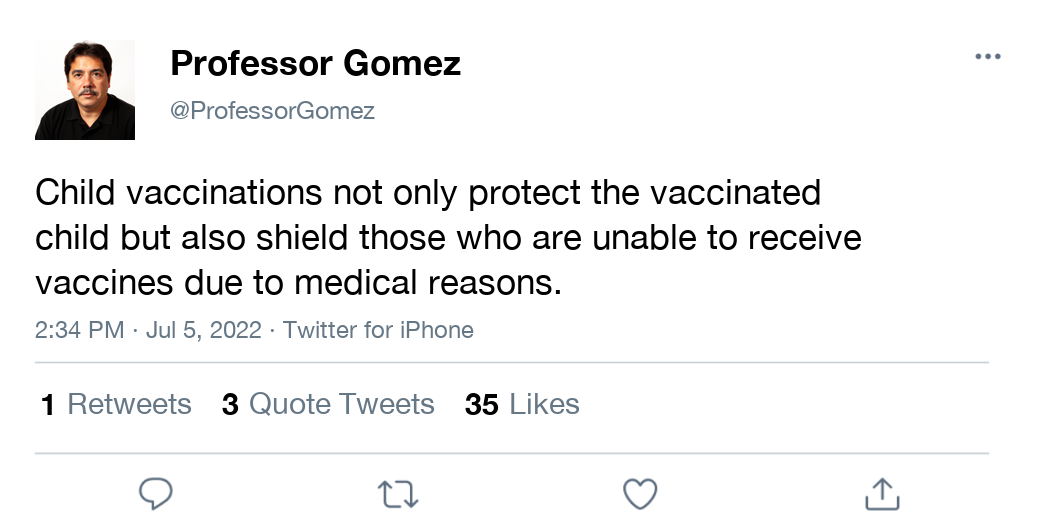 Professor Gomez
@ProfessorGomez
Child vaccinations not only protect the vaccinated
child but also shield those who are unable to receive
vaccines due to medical reasons.
2:34 PM · Jul 5, 2022 · Twitter for iPhone
1 Retweets 3 Quote Tweets 35 Likes